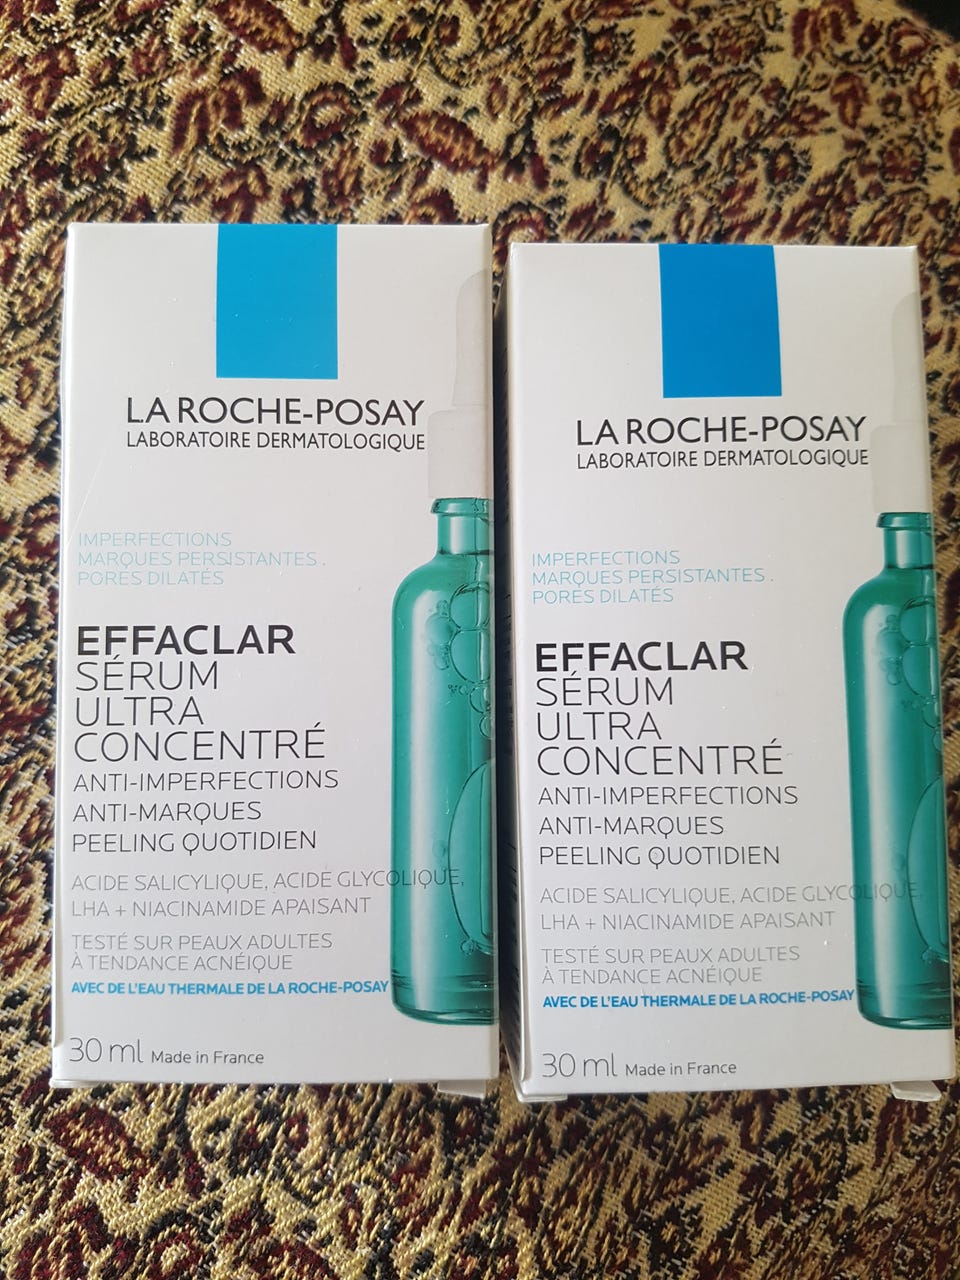 LA ROCHE-POSAY
LABORATOIRE DERMATOLOGIQUE
IMPERFECTIONS
MARQUES PERSISTANTES.
PORES DILATÉS
EFFACLAR
SÉRUM
ULTRA
CONCENTRÉ
ANTI-IMPERFECTIONS
ANTI-MARQUES
PEELING QUOTIDIEN
ACIDE SALICYLIQUE, ACIDE GLYCOLIQUE,
LHA + NIACINAMIDE APAISANT
TESTÉ SUR PEAUX ADULTES
À TENDANCE ACNÉIQUE
AVEC DE L'EAU THERMALE DE LA ROCHE-POSAY
30 ml Made in France
LA ROCHE-POSAY
LABORATOIRE DERMATOLOGIQUE
IMPERFECTIONS
MARQUES PERSISTANTES.
PORES DILATÉS
EFFACLAR
SÉRUM
ULTRA
CONCENTRÉ
ANTI-IMPERFECTIONS
ANTI-MARQUES
PEELING QUOTIDIEN
ACIDE SALICYLIQUE, ACIDE GLYCOLIQUE,
LHA + NIACINAMIDE APAISANT
TESTÉ SUR PEAUX ADULTES
À TENDANCE ACNÉIQUE
AVEC DE L'EAU THERMALE DE LA ROCHE-POSAY
30 ml Made in France